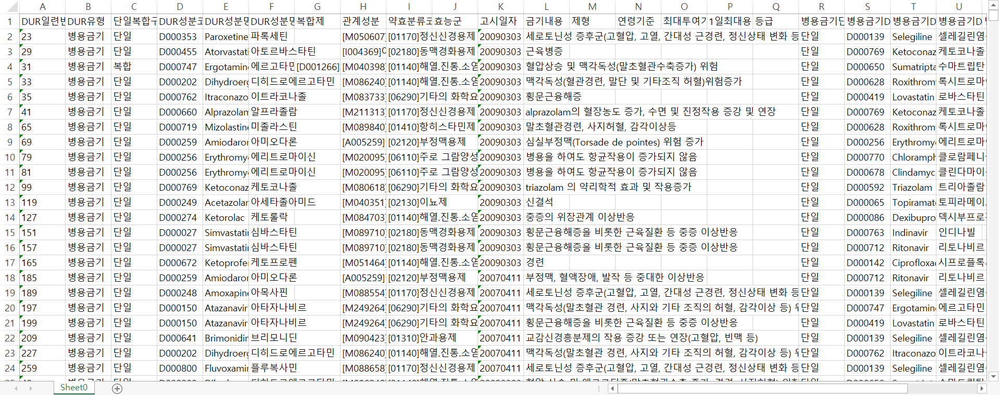 A B C D E F G H I J K L M N O P Q R S T U
1 DUR일련번 DUR유형 단일복합구 DUR성분코 DUR성분명 DUR성분명 복합제 관계성분 약효분류코 효능군 고시일자 금기내용 제형 연령기준 최대투여기 1일최대용 등급 병용금기단 병용금기D 병용금기D 병용금기D
2 23 병용금기 단일 D000353 Paroxetine 파록세틴 [M050607] [01170]정신신경용제 20090303 세로토닌성 증후군(고혈압, 고열, 간대성 근경련, 정신상태 변화 등 단일 D000139 Selegiline 셀레길린염
3 29 병용금기 단일 D000455 Atorvastati 아토르바스타틴 [I004369] [02180]동맥경화용제 20090303 근육병증 단일 D000769 Ketoconaz 케토코나졸
4 31 병용금기 복합 D000747 Ergotamine 에르고타민 [D001266] [M040398] [01140]해열.진통.소염 20090303 혈압상승 및 맥각독성(말초혈관수축증가) 위험 단일 D000650 Sumatripta 수마트립탄
5 33 병용금기 단일 D000202 Dihydroerg 디히드로에르고타민 [M086240] [01140]해열.진통.소염 20090303 맥각독성(혈관경련, 말단 및 기타조직 허혈)위험증가 단일 D000628 Roxithrom 록시트로마
6 35 병용금기 단일 D000762 Itraconazo 이트라코나졸 [M083733] [06290]기타의 화학요 20090303 횡문근융해증 단일 D000419 Lovastatin 로바스타틴
7 41 병용금기 단일 D000660 Alprazolam 알프라졸람 [M211313] [01170]정신신경용제 20090303 alprazolam의 혈장농도 증가, 수면 및 진정작용 증강 및 연장 단일 D000769 Ketoconaz 케토코나졸
8 65 병용금기 단일 D000719 Mizolastine 미졸라스틴 [M089840] [01410]항히스타민제 20090303 말초혈관경련, 사지허혈, 감각이상등 단일 D000628 Roxithrom 록시트로마
9 69 병용금기 단일 D000259 Amiodaror 아미오다론 [A005259] [02120]부정맥용제 20090303 심실부정맥(Torsade de pointes) 위험 증가 단일 D000256 Erythromy 에리트로마
10 79 병용금기 단일 D000256 Erythromy 에리트로마이신 [M020095] [06110]주로 그람양성 20090303 병용을 하여도 항균작용이 증가되지 않음 단일 D000770 Chloramph 클로람페니
11 81 병용금기 단일 D000256 Erythromy 에리트로마이신 [M020095] [06110]주로 그람양성 20090303 병용을 하여도 항균작용이 증가되지 않음 단일 D000678 Clindamyc 클린다마이
12 99 병용금기 단일 D000769 Ketoconaz 케토코나졸 [M080618] [06290]기타의 화학요 20090303 triazolam 의 약리학적 효과 및 작용증가 단일 D000592 Triazolam 트리아졸람
13 119 병용금기 단일 D000249 Acetazolar 아세타졸아미드 [M040351] [02130]이뇨제 20090303 신결석 단일 D000065 Topiramat 토피라메이
14 127 병용금기 단일 D000274 Ketorolac 케토롤락 [M084703] [01140]해열.진통.소염 20090303 중증의 위장관계 이상반응 단일 D000086 Dexibupro 덱시부프로
15 151 병용금기 단일 D000027 Simvastatin 심바스타틴 [M089710] [02180]동맥경화용제 20090303 횡문근융해증을 비롯한 근육질환 등 중증 이상반응 단일 D000763 Indinavir 인디나빌
16 157 병용금기 단일 D000027 Simvastatin 심바스타틴 [M089710] [02180]동맥경화용제 20090303 횡문근융해증을 비롯한 근육질환 등 중증 이상반응 단일 D000712 Ritonavir 리토나비르
17 165 병용금기 단일 D000672 Ketoprofe 케토프로펜 [M051464] [01140]해열.진통.소염 20090303 경련 단일 D000142 Ciprofloxa 시프로플록
18 185 병용금기 단일 D000259 Amiodaror 아미오다론 [A005259] [02120]부정맥용제 20070411 부정맥, 혈액장애, 발작 등 중대한 이상반응 단일 D000712 Ritonavir 리토나비르
19 189 병용금기 단일 D000248 Amoxapine 아목사핀 [M088554] [01170]정신신경용제 20070411 세로토닌성 증후군(고혈압, 고열, 간대성 근경련, 정신상태 변화 등 단일 D000139 Selegiline 셀레길린염
20 197 병용금기 단일 D000150 Atazanavir 아타자나비르 [M249264] [06290]기타의 화학요 20070411 맥각독성(말초혈관 경련, 사지와 기타 조직의 허혈, 감각이상 등) 단일 D000747 Ergotamine 에르고타민
21 199 병용금기 단일 D000150 Atazanavir 아타자나비르 [M249264] [06290]기타의 화학요 20070411 횡문근융해증을 비롯한 근육질환 등 중증 이상반응 단일 D000419 Lovastatin 로바스타틴
22 209 병용금기 단일 D000641 Brimonidin 브리모니딘 [M090423] [01310]안과용제 20070411 교감신경흥분제의 작용 증강 또는 연장(고혈압, 빈맥 등) 단일 D000139 Selegiline 셀레길린염
23 227 병용금기 단일 D000202 Dihydroerg 디히드로에르고타민 [M086240] [01140]해열.진통.소염 20070411 맥각독성(말초혈관 경련, 사지와 기타 조직의 허혈, 감각이상 등) 단일 D000762 Itraconazo 이트라코나
24 259 병용금기 단일 D000800 Fluvoxamin 플루복사민 [M088658] [01170]정신신경용제 20070411 세로토닌성 증후군(고혈압, 고열, 간대성 근경련, 정신상태 변화 등 단일 D000139 Selegiline 셀레길린염
Sheet0